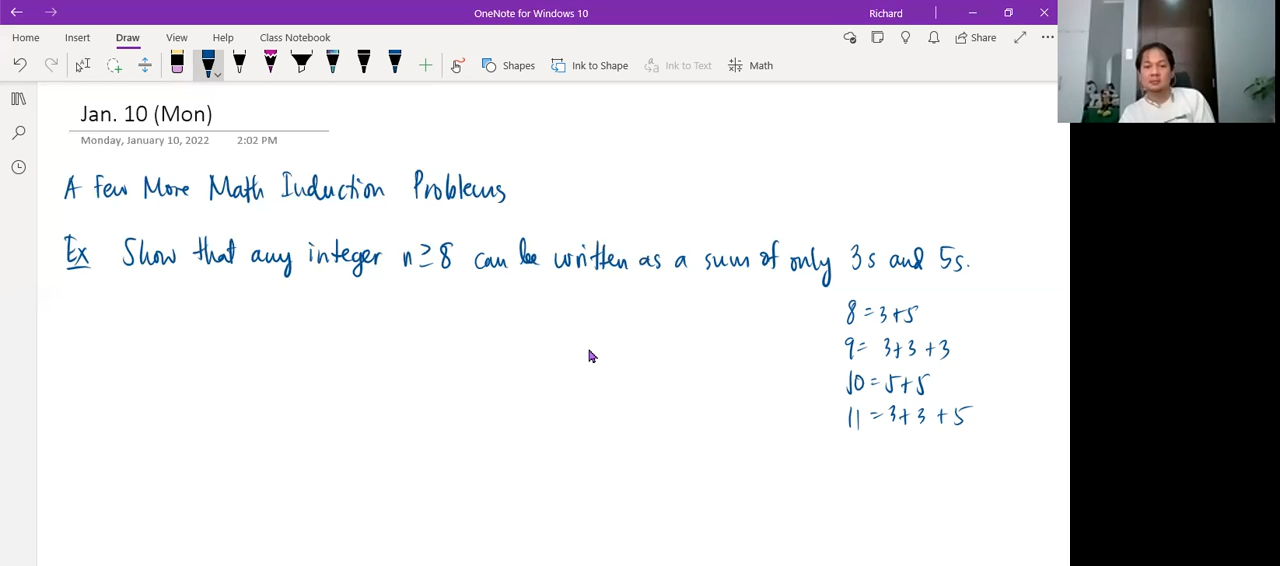 OneNote for Windows 10
Richard
Home Insert Draw View Help Class Notebook
Share
Shapes Ink to Shape Ink to Text Math
Jan. 10 (Mon)
Monday, January 10, 2022 2:02 PM
A Few More Math Induction Problems
Ex Show that any integer n ≥ 8 can be written as a sum of only 3s and 5s.
8 = 3+5
9 = 3+3+3
10 = 5+5
11 = 3+3+5